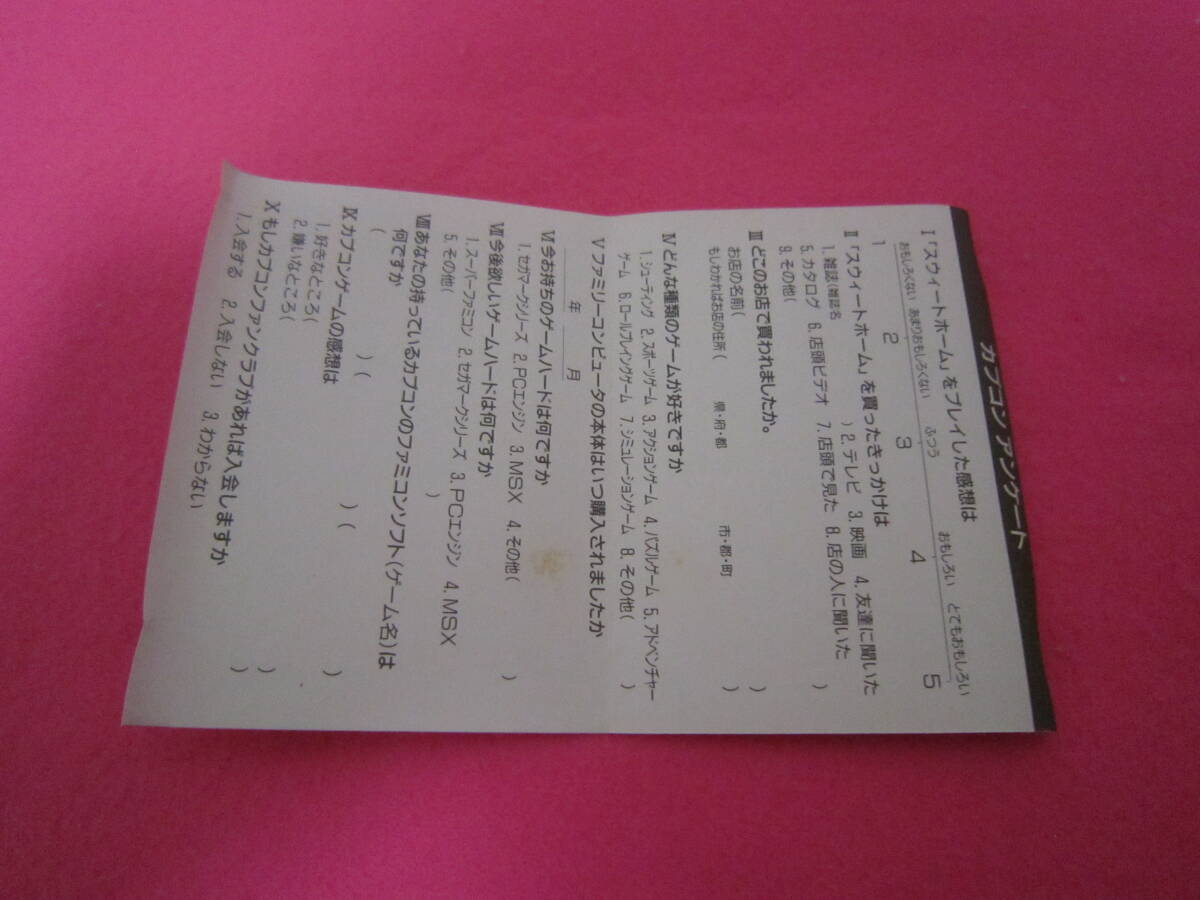 カプコン アンケート
Ⅰ「スウィートホーム」をプレイした感想は
おもしろくない あまりおもしろくない ふつう おもしろい とてもおもしろい
1 2 3 4 5
Ⅱ「スウィートホーム」を買ったきっかけは
1. 雑誌(雑誌名 ) 2. テレビ 3. 映画 4. 友達に聞いた
5. カタログ 6. 店頭ビデオ 7. 店頭で見た 8. 店の人に聞いた
9. その他( )
Ⅲ どこのお店で買われましたか。
お店の名前( )
もしわかればお店の住所( 県・府・都 市・郡・町 )
Ⅳ どんな種類のゲームが好きですか
1. シューティング 2. スポーツゲーム 3. アクションゲーム 4. パズルゲーム 5. アドベンチャー
ゲーム 6. ロールプレイングゲーム 7. シミュレーションゲーム 8. その他( )
Ⅴ ファミリーコンピュータの本体はいつ購入されましたか
年 月
Ⅵ 今お持ちのゲームハードは何ですか
1. セガマークシリーズ 2. PCエンジン 3. MSX 4. その他( )
Ⅶ 今後欲しいゲームハードは何ですか
1. スーパーファミコン 2. セガマークシリーズ 3. PCエンジン 4. MSX
5. その他( )
Ⅷ あなたの持っているカプコンのファミコンソフト(ゲーム名)は
何ですか
( )( )( )
Ⅸ カプコンゲームの感想は
1. 好きなところ( )
2. 嫌いなところ( )
Ⅹ もしカプコンファンクラブがあれば入会しますか
1. 入会する 2. 入会しない 3. わからない